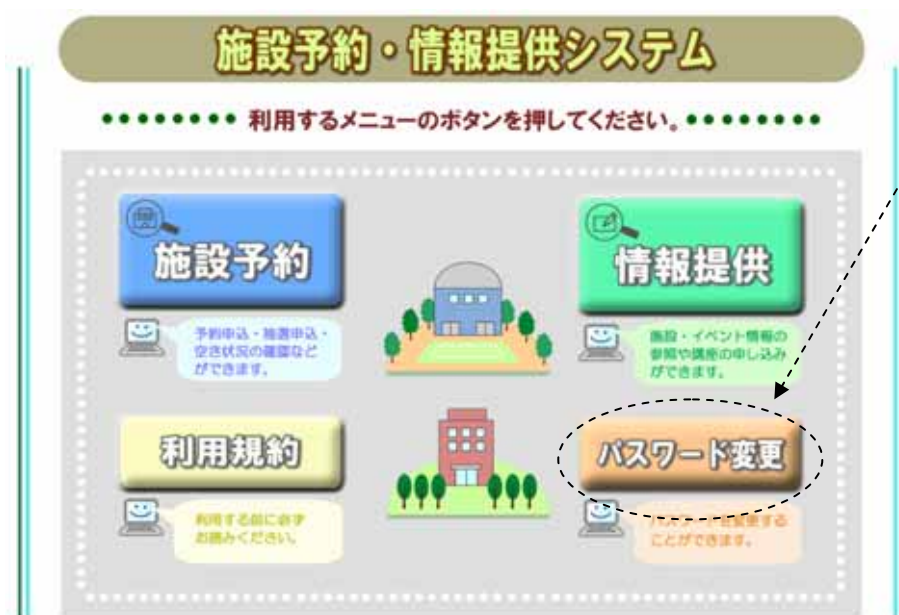 施設予約・情報提供システム
利用するメニューのボタンを押してください。
施設予約
情報提供
予約申込・抽選申込・
空き状況の確認など
ができます。
施設・イベント情報の
参照や講座の申し込み
ができます。
利用規約
パスワード変更
利用する前に必ず
お読みください。
パスワードを変更する
ことができます。